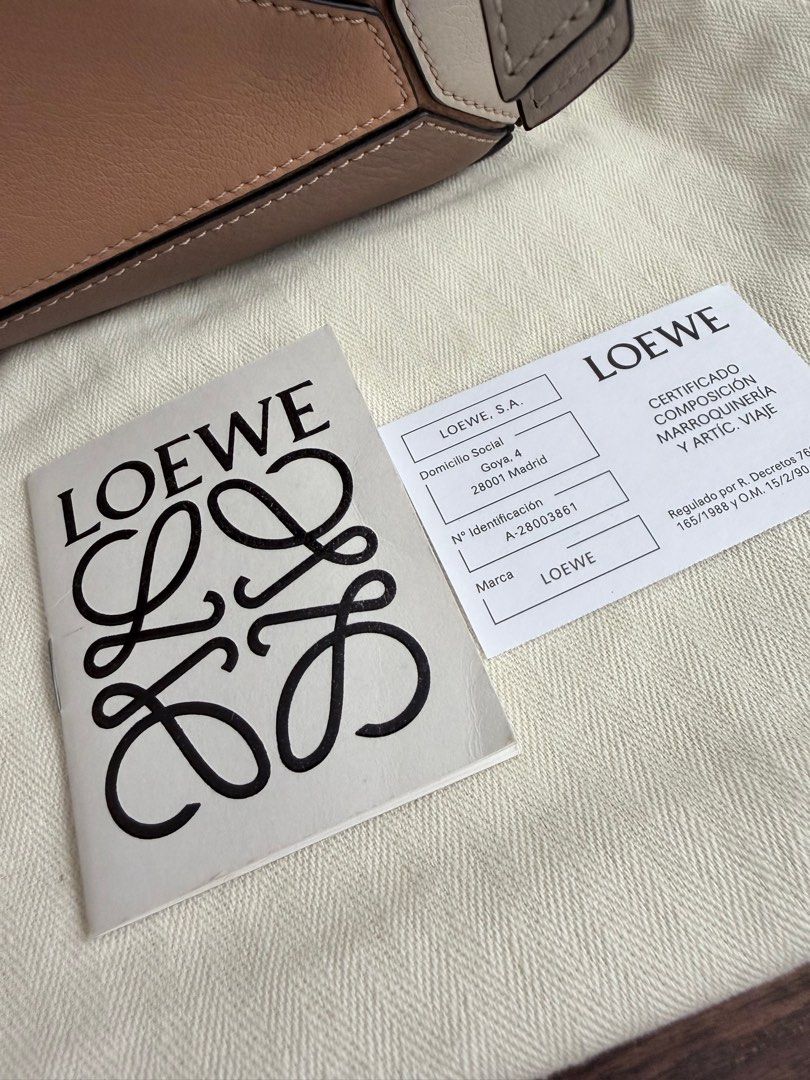 LOEWE
LOEWE, S.A.
Domicilio Social
Goya, 4
28001 Madrid
Nº Identificación
A-28003861
Marca
LOEWE
LOEWE
CERTIFICADO
COMPOSICIÓN
MARROQUINERÍA
Y ARTÍC. VIAJE
Regulado por R. Decretos 76
165/1988 y O.M. 15/2/90